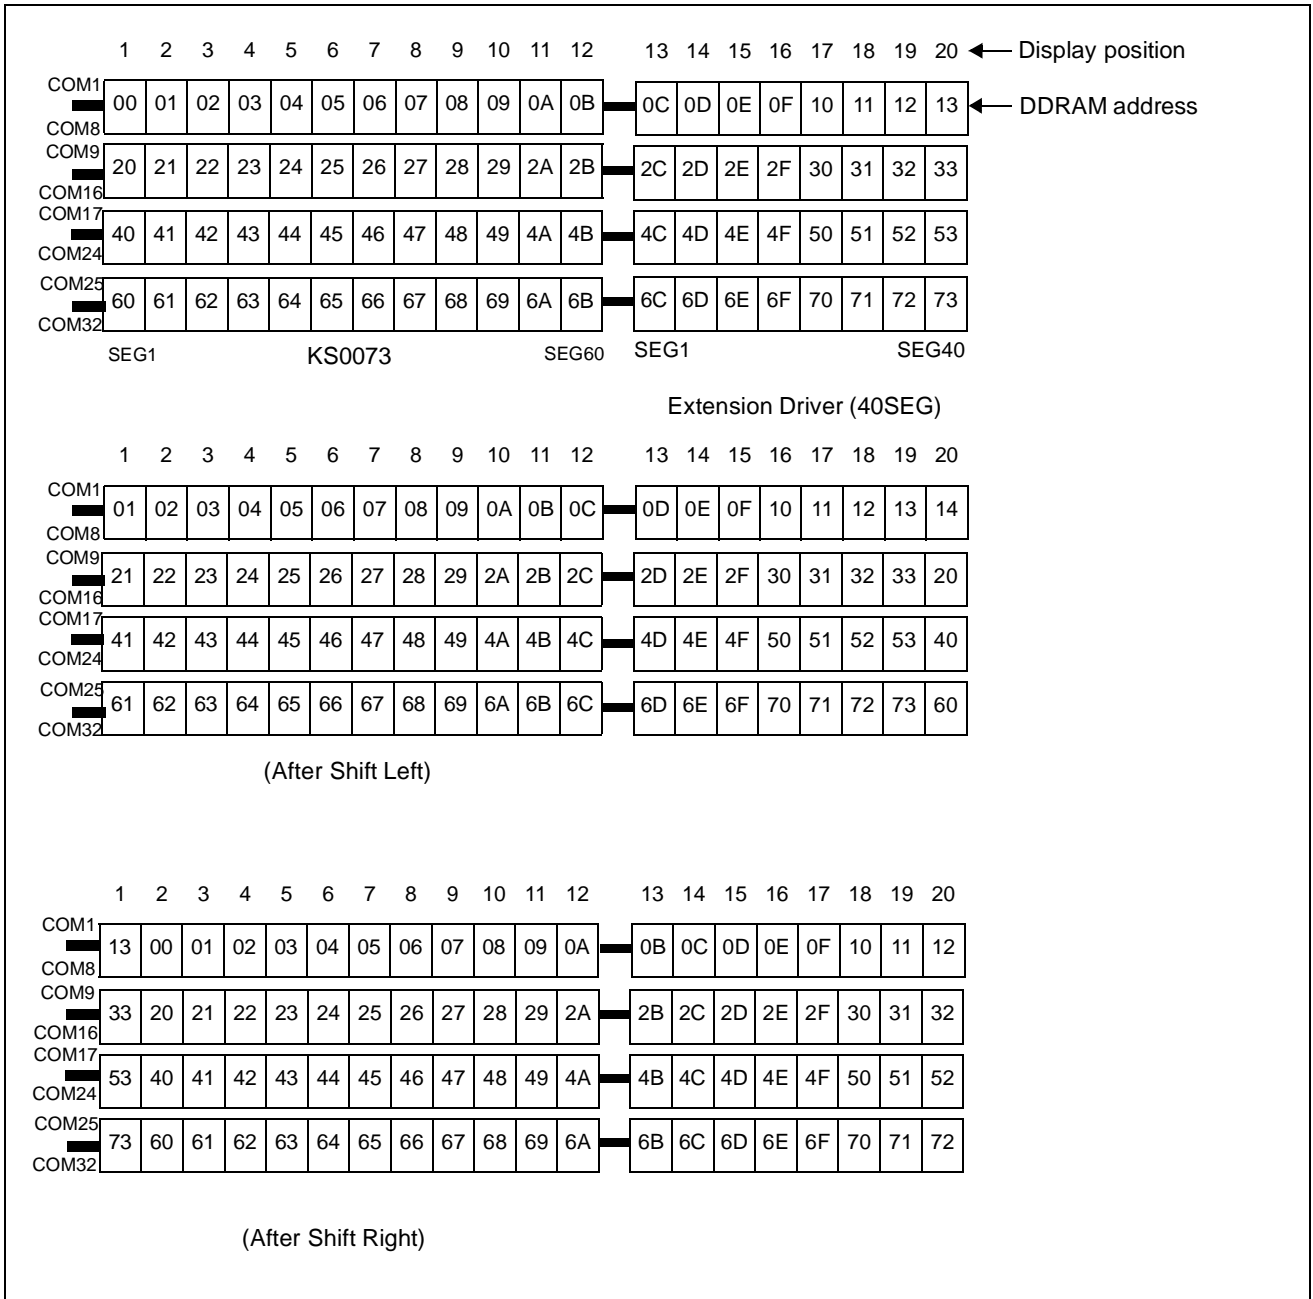 1 2 3 4 5 6 7 8 9 10 11 12 13 14 15 16 17 18 19 20 Display position
COM1
00 01 02 03 04 05 06 07 08 09 0A 0B 0C 0D 0E 0F 10 11 12 13 DDRAM address
COM8
COM9
20 21 22 23 24 25 26 27 28 29 2A 2B 2C 2D 2E 2F 30 31 32 33
COM16
COM17
40 41 42 43 44 45 46 47 48 49 4A 4B 4C 4D 4E 4F 50 51 52 53
COM24
COM25
60 61 62 63 64 65 66 67 68 69 6A 6B 6C 6D 6E 6F 70 71 72 73
COM32
SEG1 KS0073 SEG60 SEG1 SEG40
Extension Driver (40SEG)
1 2 3 4 5 6 7 8 9 10 11 12 13 14 15 16 17 18 19 20
COM1
01 02 03 04 05 06 07 08 09 0A 0B 0C 0D 0E 0F 10 11 12 13 14
COM8
COM9
21 22 23 24 25 26 27 28 29 2A 2B 2C 2D 2E 2F 30 31 32 33 20
COM16
COM17
41 42 43 44 45 46 47 48 49 4A 4B 4C 4D 4E 4F 50 51 52 53 40
COM24
COM25
61 62 63 64 65 66 67 68 69 6A 6B 6C 6D 6E 6F 70 71 72 73 60
COM32
(After Shift Left)
1 2 3 4 5 6 7 8 9 10 11 12 13 14 15 16 17 18 19 20
COM1
13 00 01 02 03 04 05 06 07 08 09 0A 0B 0C 0D 0E 0F 10 11 12
COM8
COM9
33 20 21 22 23 24 25 26 27 28 29 2A 2B 2C 2D 2E 2F 30 31 32
COM16
COM17
53 40 41 42 43 44 45 46 47 48 49 4A 4B 4C 4D 4E 4F 50 51 52
COM24
COM25
73 60 61 62 63 64 65 66 67 68 69 6A 6B 6C 6D 6E 6F 70 71 72
COM32
(After Shift Right)